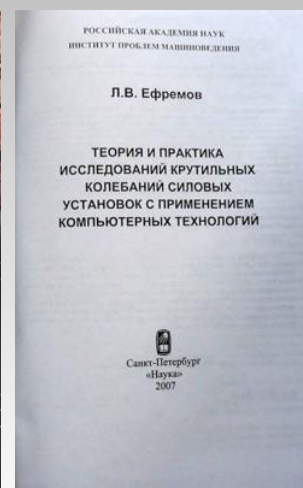 РОССИЙСКАЯ АКАДЕМИЯ НАУК
ИНСТИТУТ ПРОБЛЕМ МАШИНОВЕДЕНИЯ
Л.В. Ефремов
ТЕОРИЯ И ПРАКТИКА
ИССЛЕДОВАНИЙ КРУТИЛЬНЫХ
КОЛЕБАНИЙ СИЛОВЫХ
УСТАНОВОК С ПРИМЕНЕНИЕМ
КОМПЬЮТЕРНЫХ ТЕХНОЛОГИЙ
Санкт-Петербург
«Наука»
2007